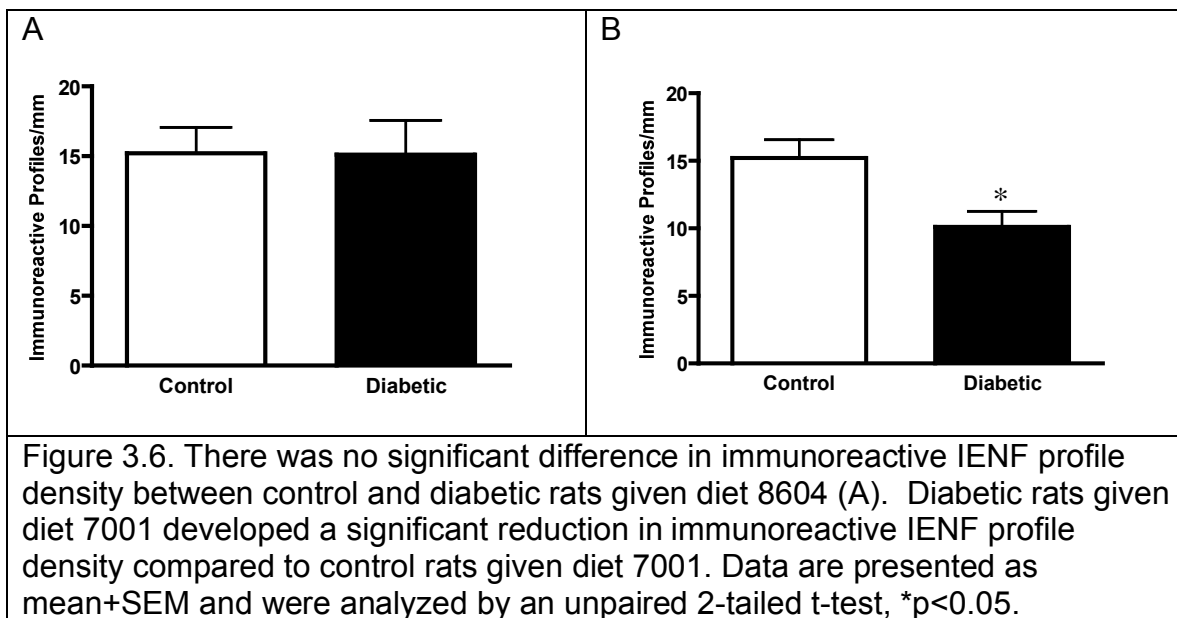 A
20
15
10
5
0
Immunoreactive Profiles/mm
Control Diabetic
B
20
15
10
5
0
Immunoreactive Profiles/mm
*
Control Diabetic
Figure 3.6. There was no significant difference in immunoreactive IENF profile
density between control and diabetic rats given diet 8604 (A).  Diabetic rats given
diet 7001 developed a significant reduction in immunoreactive IENF profile
density compared to control rats given diet 7001. Data are presented as
mean+SEM and were analyzed by an unpaired 2-tailed t-test, *p<0.05.